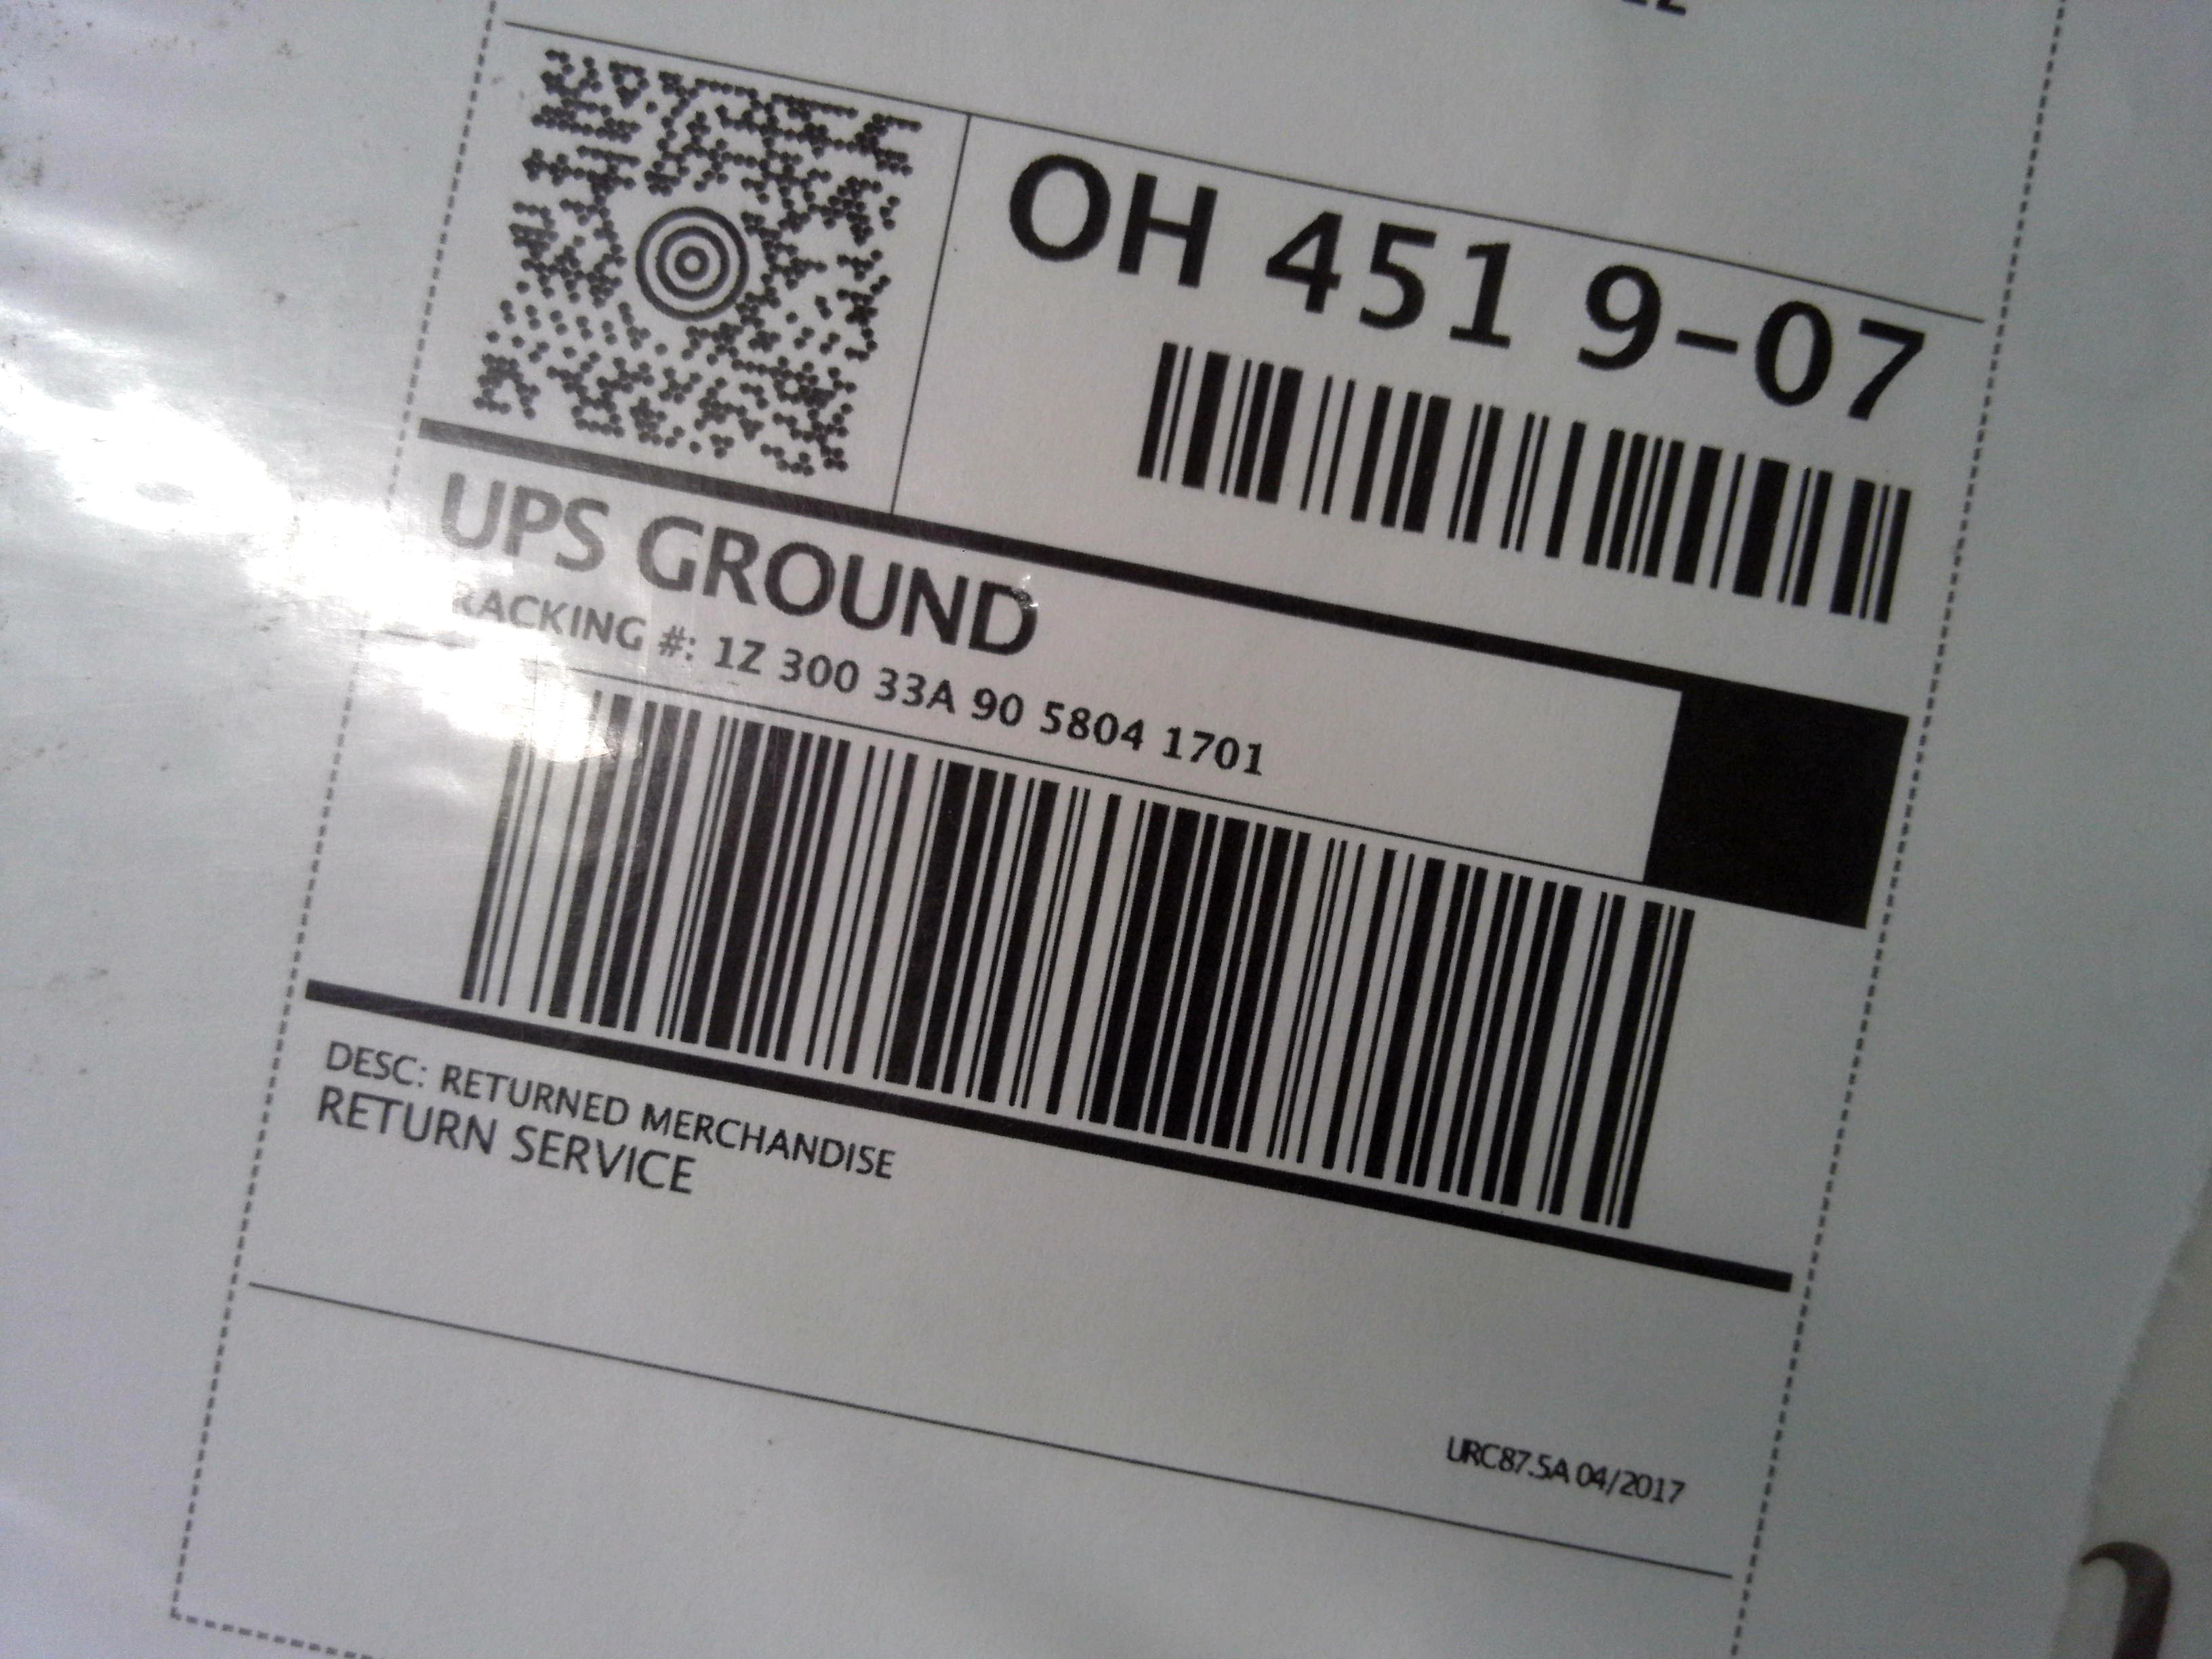 OH 451 9-07
UPS GROUND
TRACKING #: 1Z 300 33A 90 5804 1701
DESC: RETURNED MERCHANDISE
RETURN SERVICE
URC87.5A 04/2017